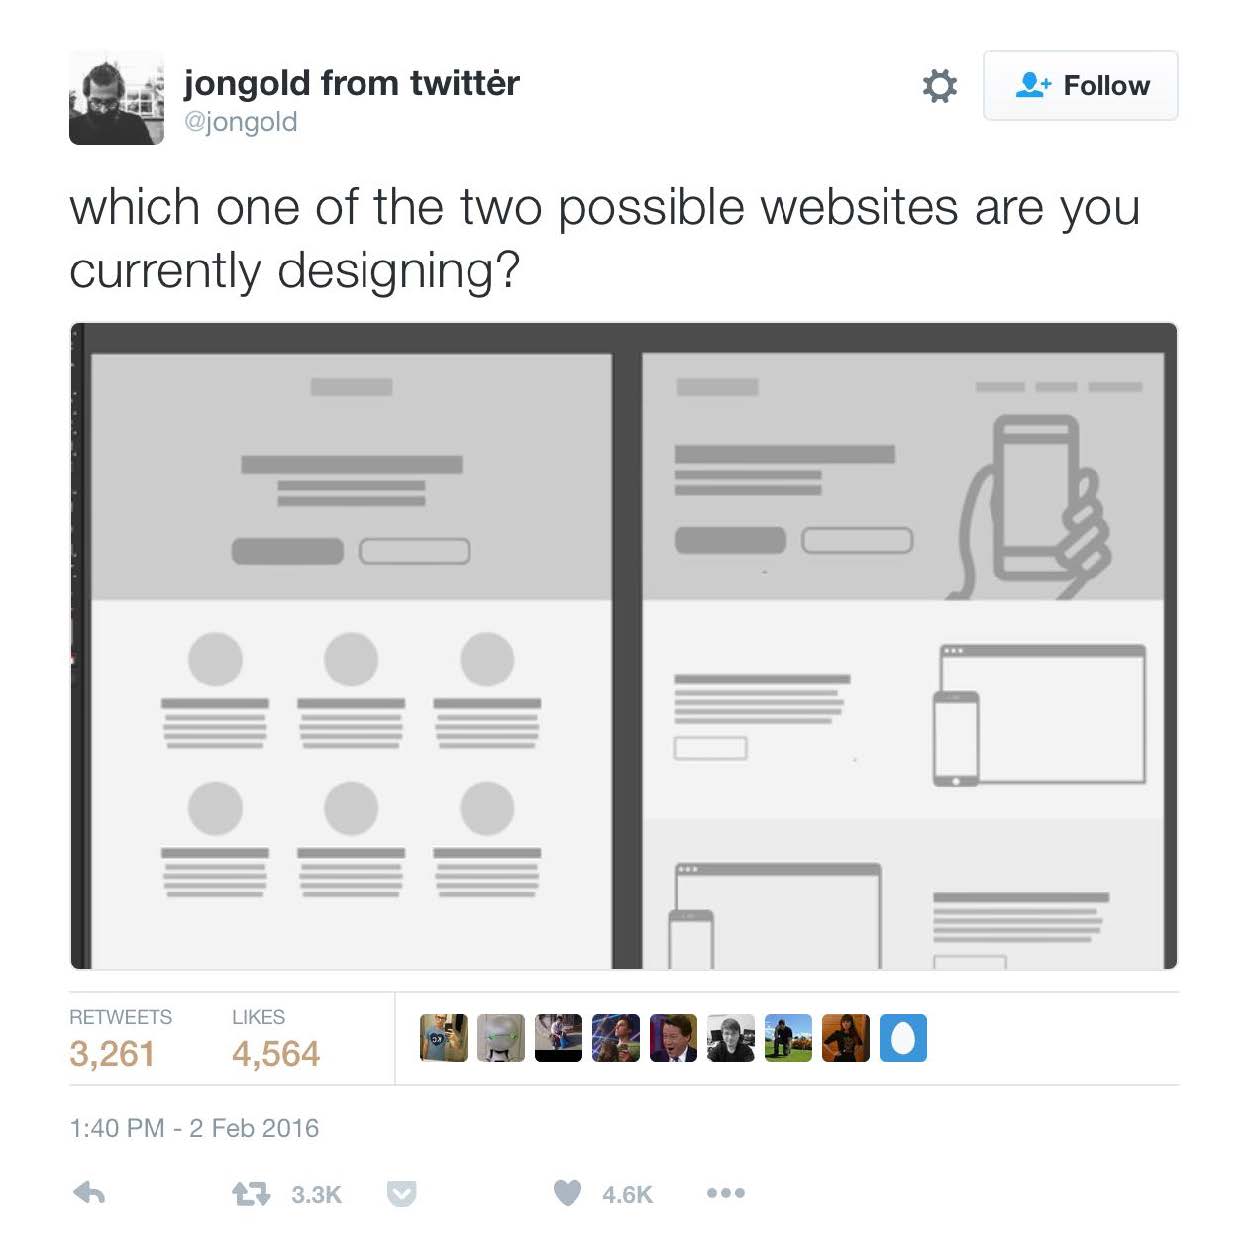 jongold from twittėr
@jongold
Follow
which one of the two possible websites are you
currently designing?
RETWEETS
LIKES
3,261
4,564
1:40 PM - 2 Feb 2016
3.3K
4.6K